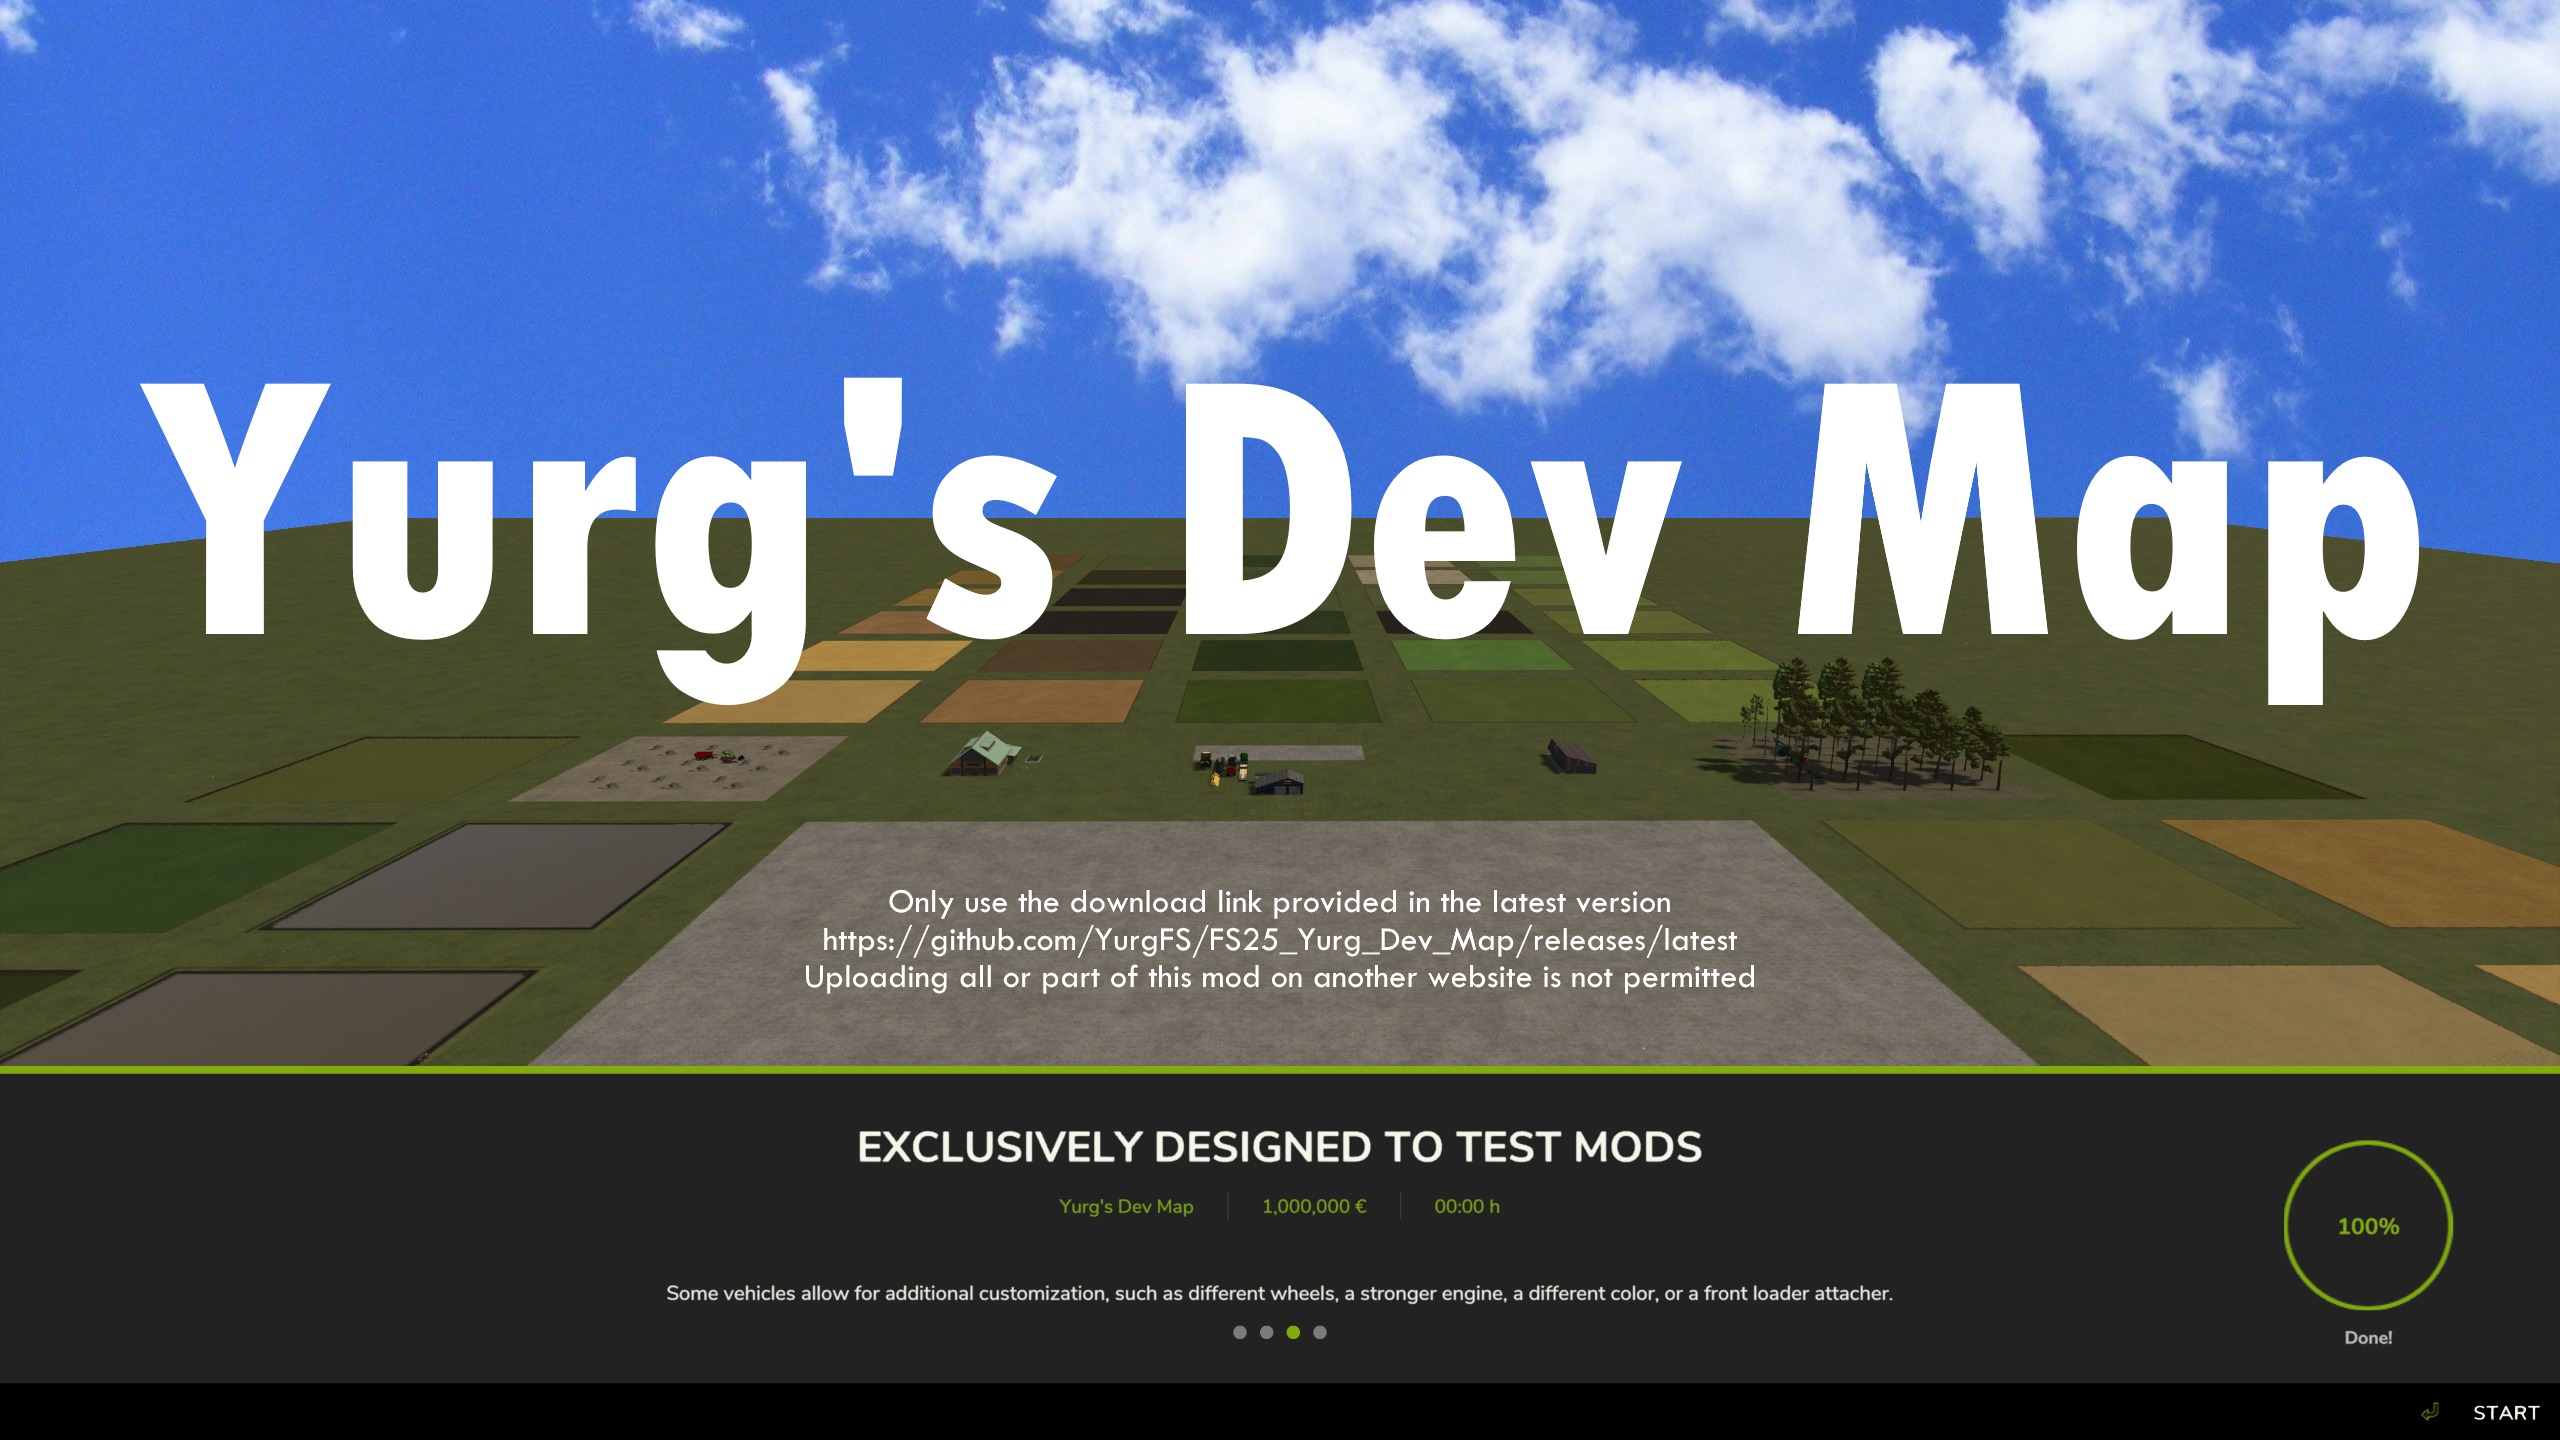 Yurg's Dev Map
Only use the download link provided in the latest version
https://github.com/YurgFS/FS25_Yurg_Dev_Map/releases/latest
Uploading all or part of this mod on another website is not permitted
EXCLUSIVELY DESIGNED TO TEST MODS
Yurg's Dev Map 1,000,000 € 00:00 h
100%
Some vehicles allow for additional customization, such as different wheels, a stronger engine, a different color, or a front loader attacher.
Done!
START